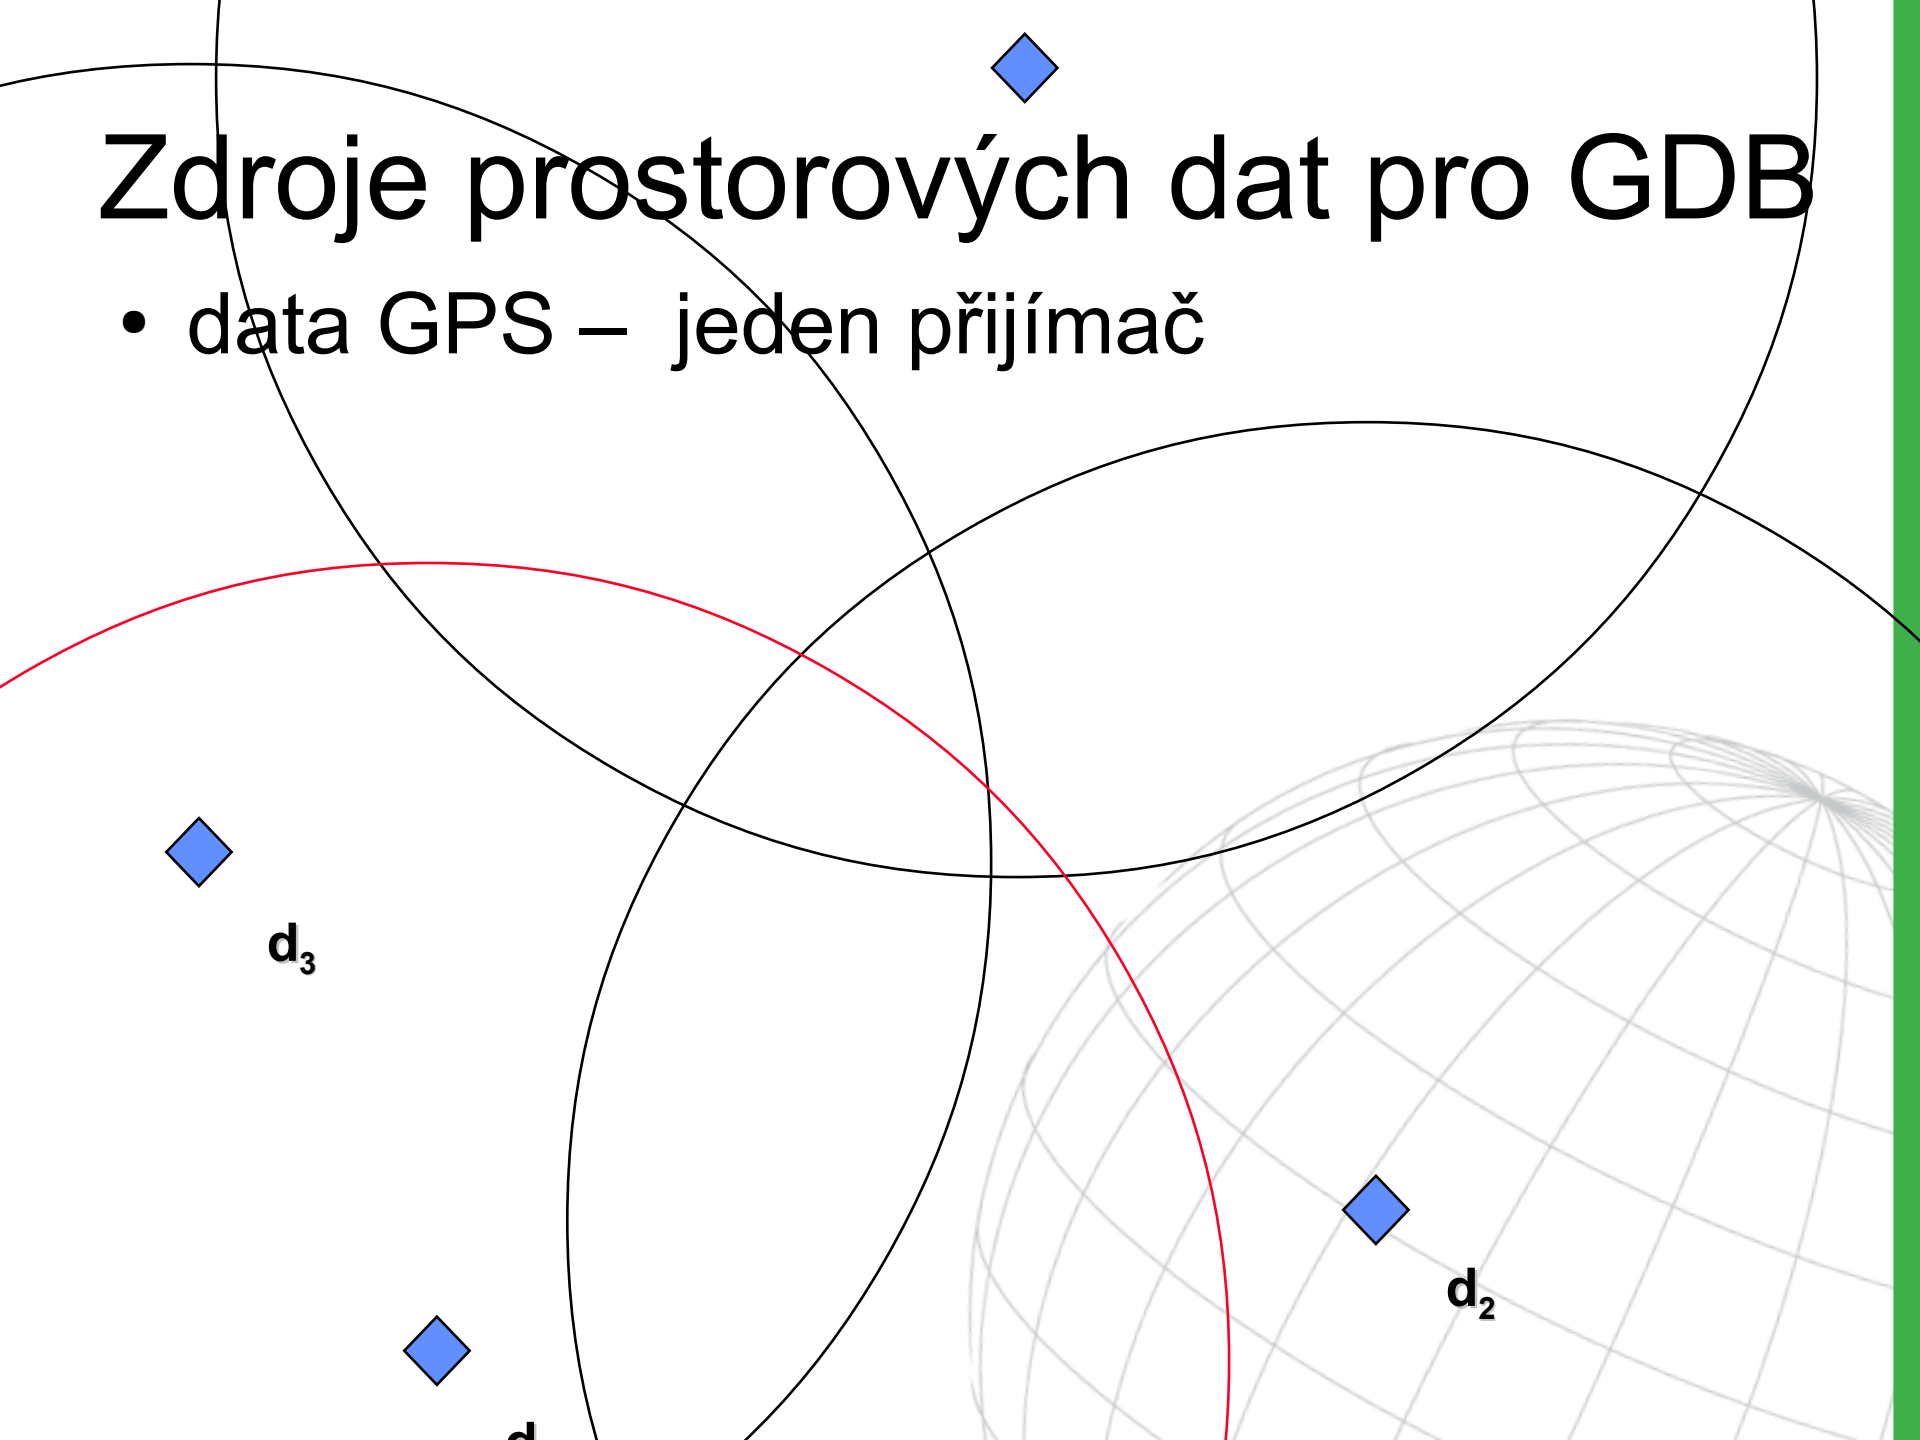 Zdroje prostorových dat pro GDB
• data GPS – jeden přijímač
d3
d2
d